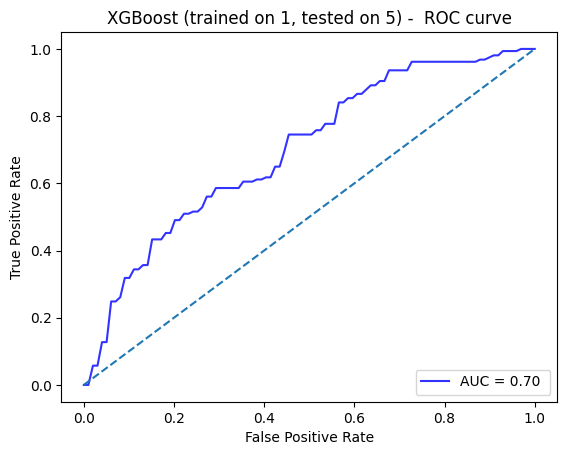 XGBoost (trained on 1, tested on 5) -  ROC curve
1.0
0.8
0.6
0.4
0.2
0.0
True Positive Rate
0.0 0.2 0.4 0.6 0.8 1.0
False Positive Rate
AUC = 0.70